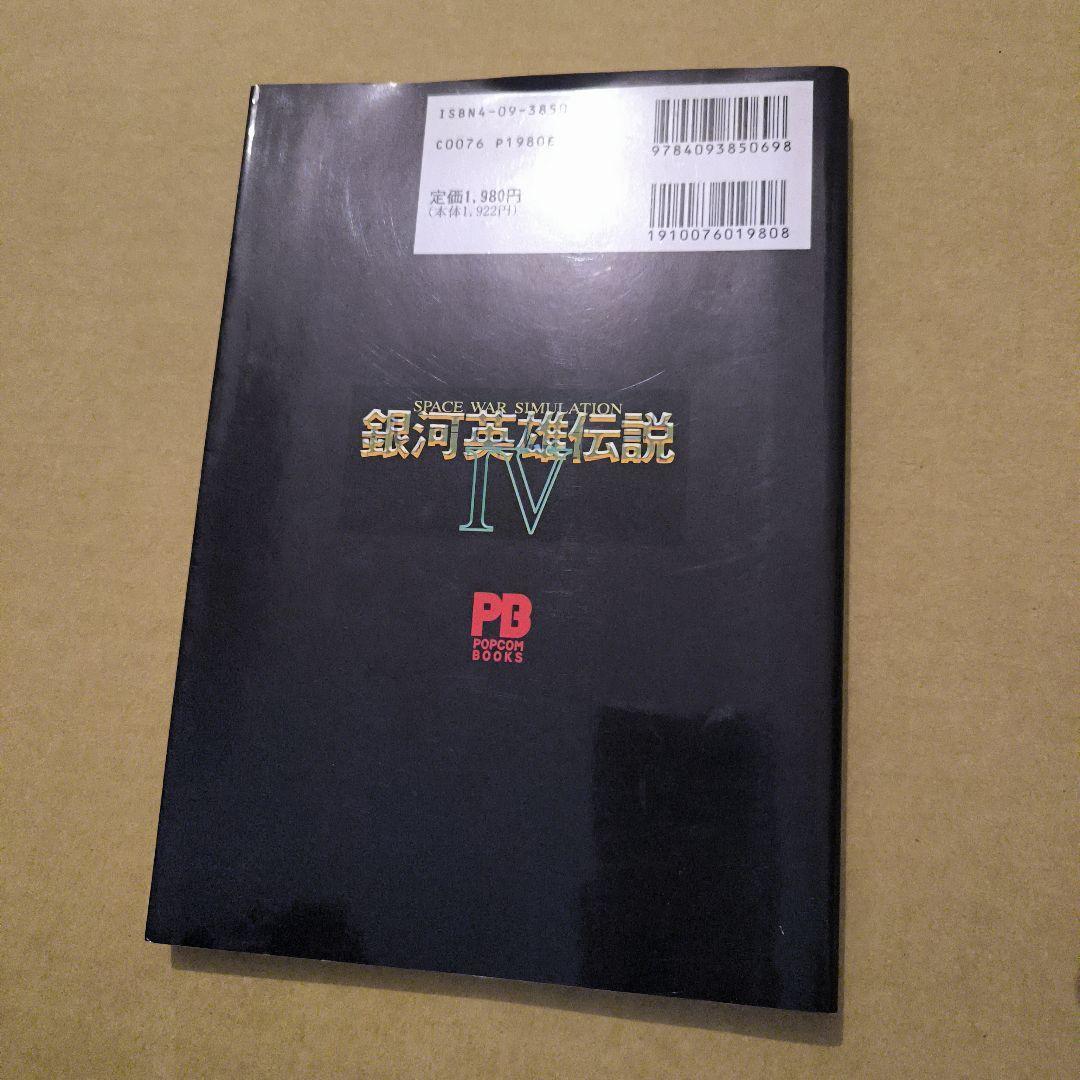 ISBN4-09-3850
C0076 P1980E
9784093850698
定価1,980円
(本体1,922円)
1910076019808
SPACE WAR SIMULATION
銀河英雄伝説
IV
PB
POPCOM
BOOKS